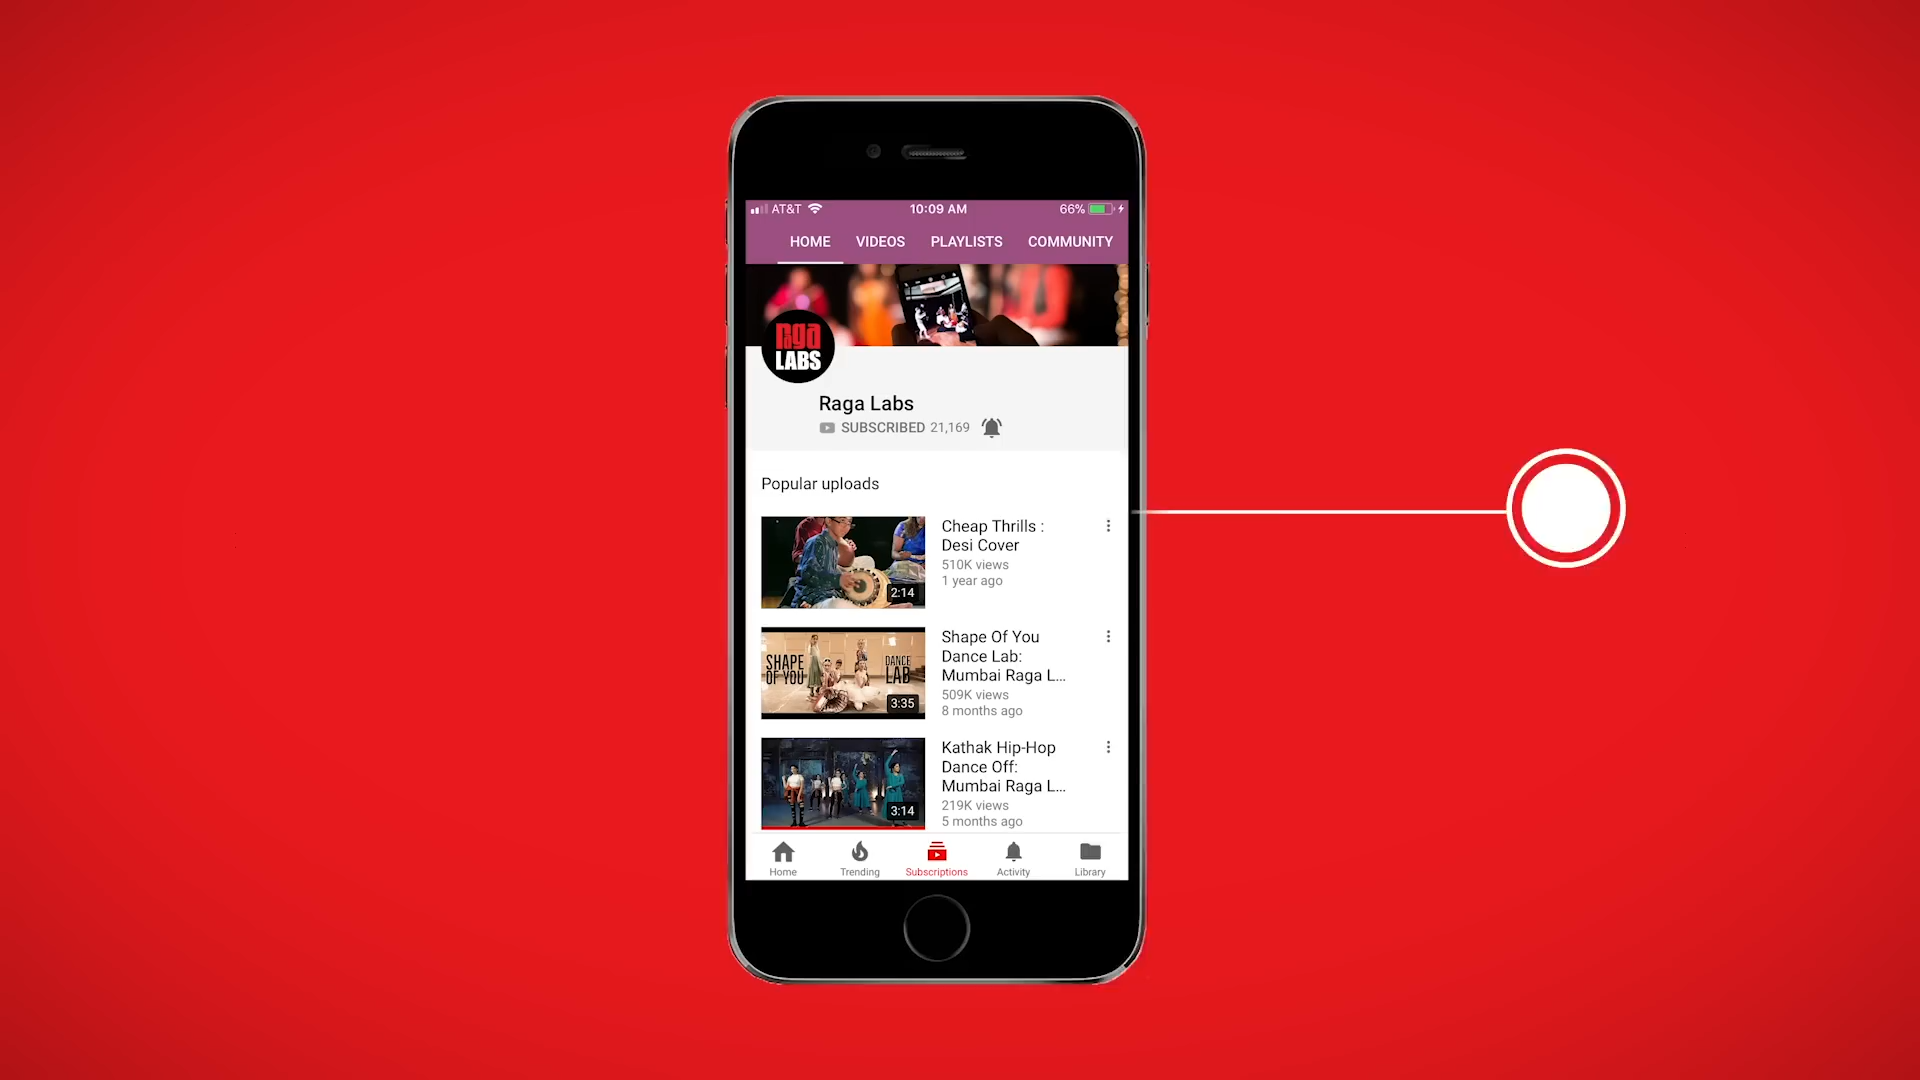 AT&T 10:09 AM 66%
HOME VIDEOS PLAYLISTS COMMUNITY
Raga
LABS
Raga Labs
SUBSCRIBED 21,169
Popular uploads
Cheap Thrills :
Desi Cover
510K views
1 year ago
2:14
SHAPE
OF YOU
DANCE
LAB
3:35
Shape Of You
Dance Lab:
Mumbai Raga L...
509K views
8 months ago
3:14
Kathak Hip-Hop
Dance Off:
Mumbai Raga L...
219K views
5 months ago
Home Trending Subscriptions Activity Library